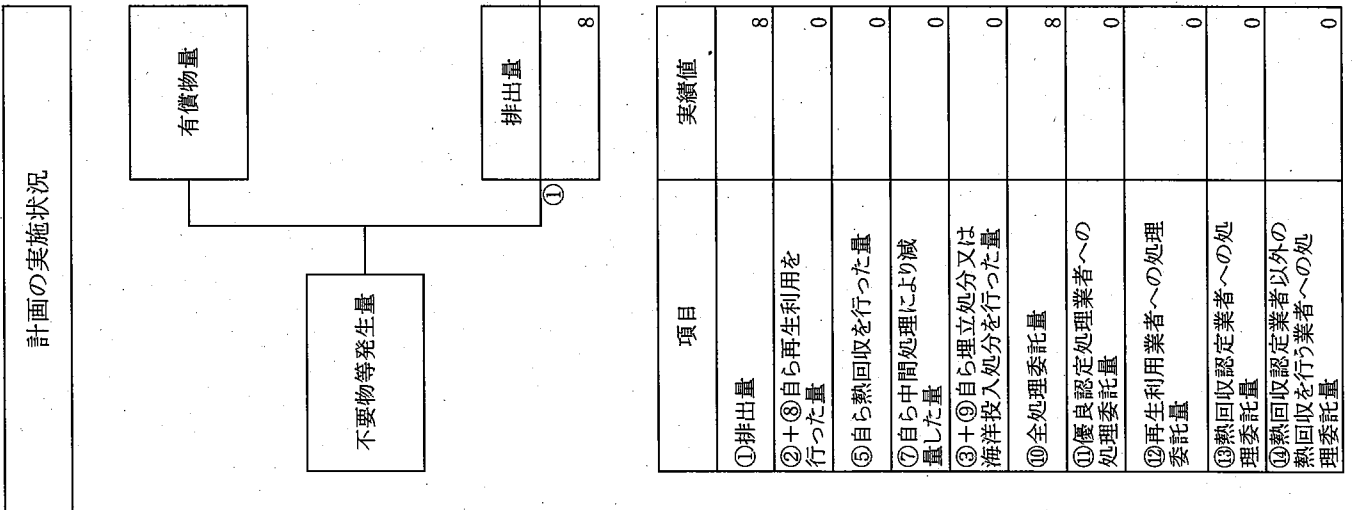 計画の実施状況
有償物量
不要物等発生量
排出量
8
①
項目
実績値
①排出量
8
②+⑧自ら再生利用を
行った量
0
⑤自ら熱回収を行った量
0
⑦自ら中間処理により減
量した量
0
③+⑨自ら埋立処分又は
海洋投入処分を行った量
0
⑩全処理委託量
8
⑪優良認定処理業者への
処理委託量
0
⑫再生利用業者への処理
委託量
0
⑬熱回収認定業者への処
理委託量
0
⑭熱回収認定業者以外の
熱回収を行う業者への処
理委託量
0